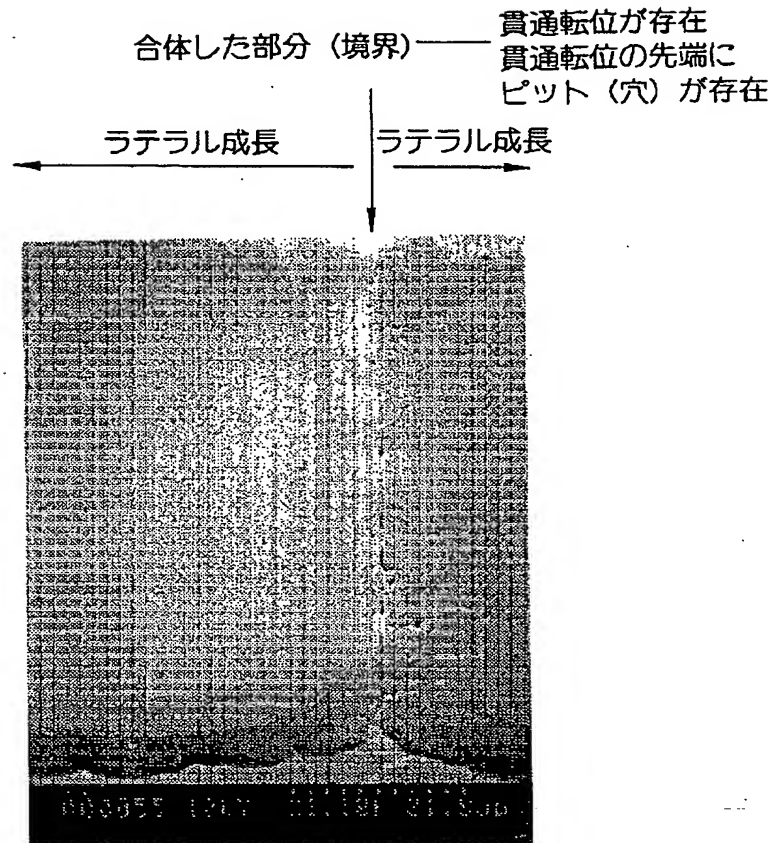 合体した部分(境界)
貫通転位が存在
貫通転位の先端に
ピット(穴)が存在
ラテラル成長
ラテラル成長